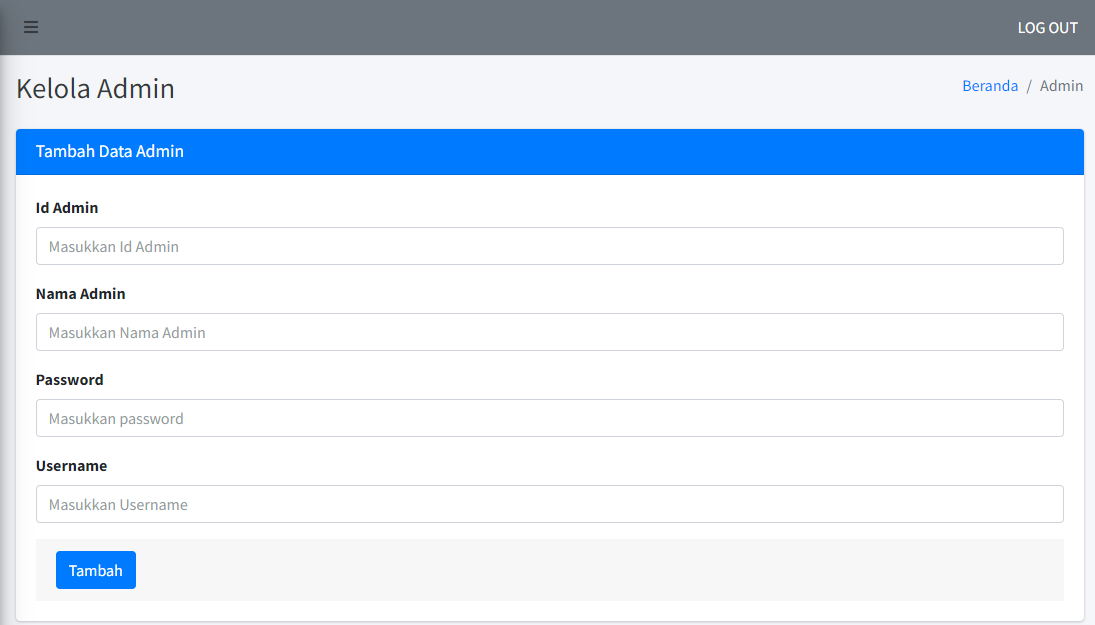 LOG OUT
Kelola Admin
Beranda / Admin
Tambah Data Admin
Id Admin
Masukkan Id Admin
Nama Admin
Masukkan Nama Admin
Password
Masukkan password
Username
Masukkan Username
Tambah